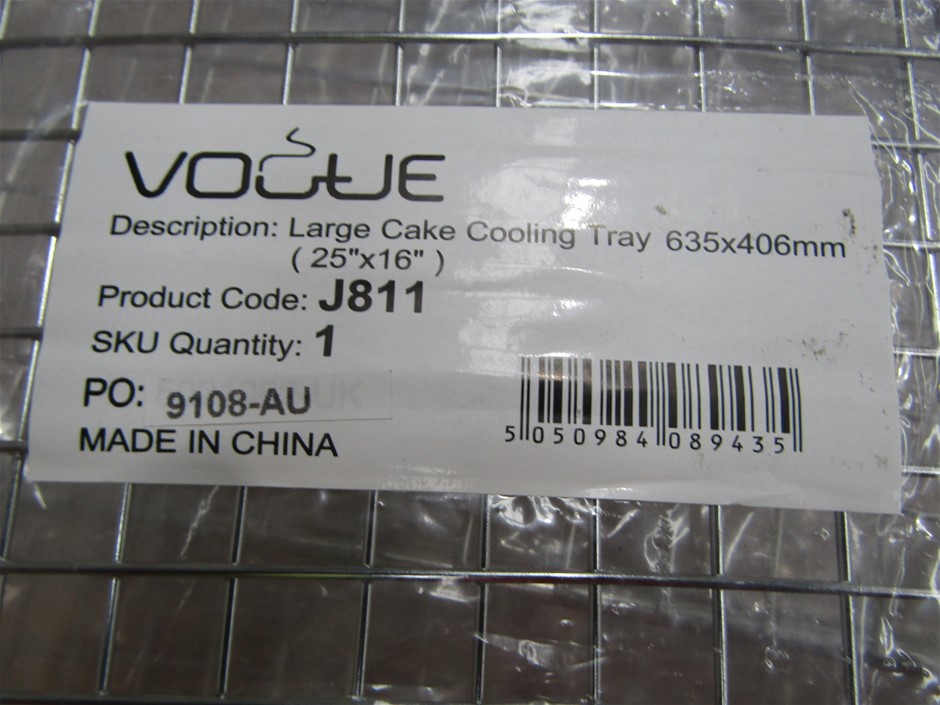 VOGUE
Description: Large Cake Cooling Tray 635x406mm
( 25"x16" )
Product Code: J811
SKU Quantity: 1
PO: 9108-AU
MADE IN CHINA
5 050984 089435